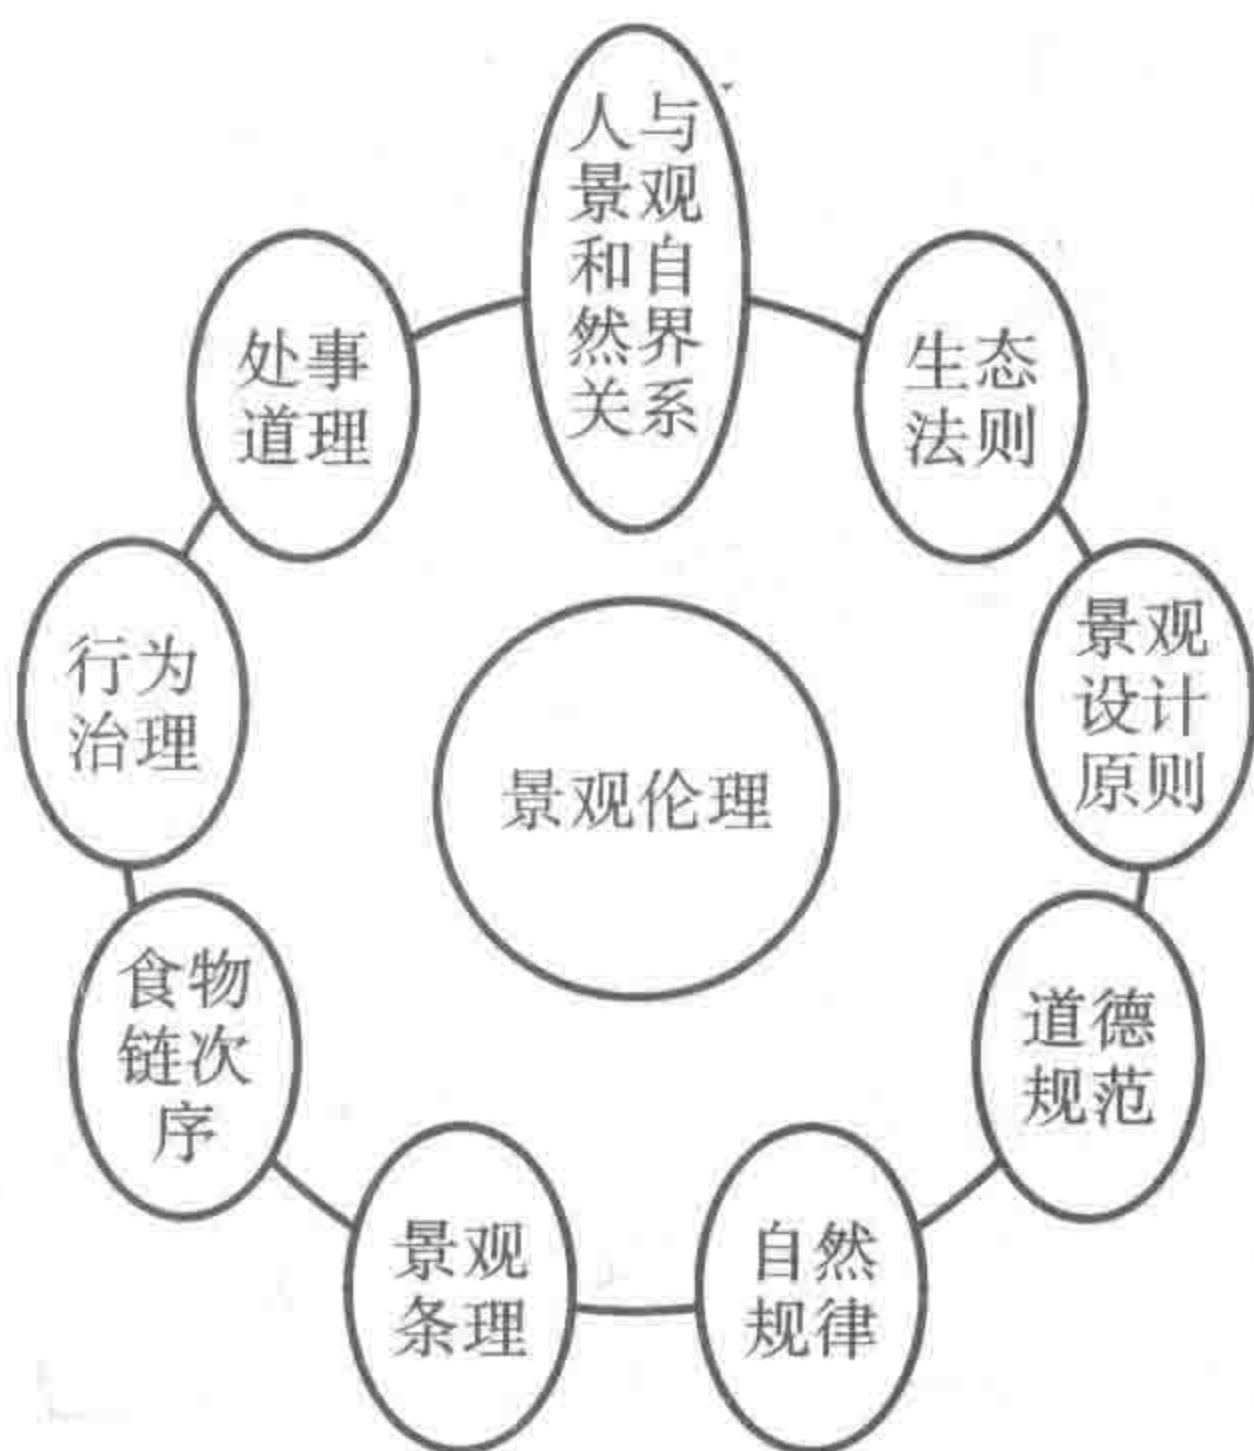 人与
景观
和自
然界
关系
生态
法则
景观
设计
原则
道德
规范
自然
规律
景观
条理
食物
链次
序
行为
治理
处事
道理
景观伦理